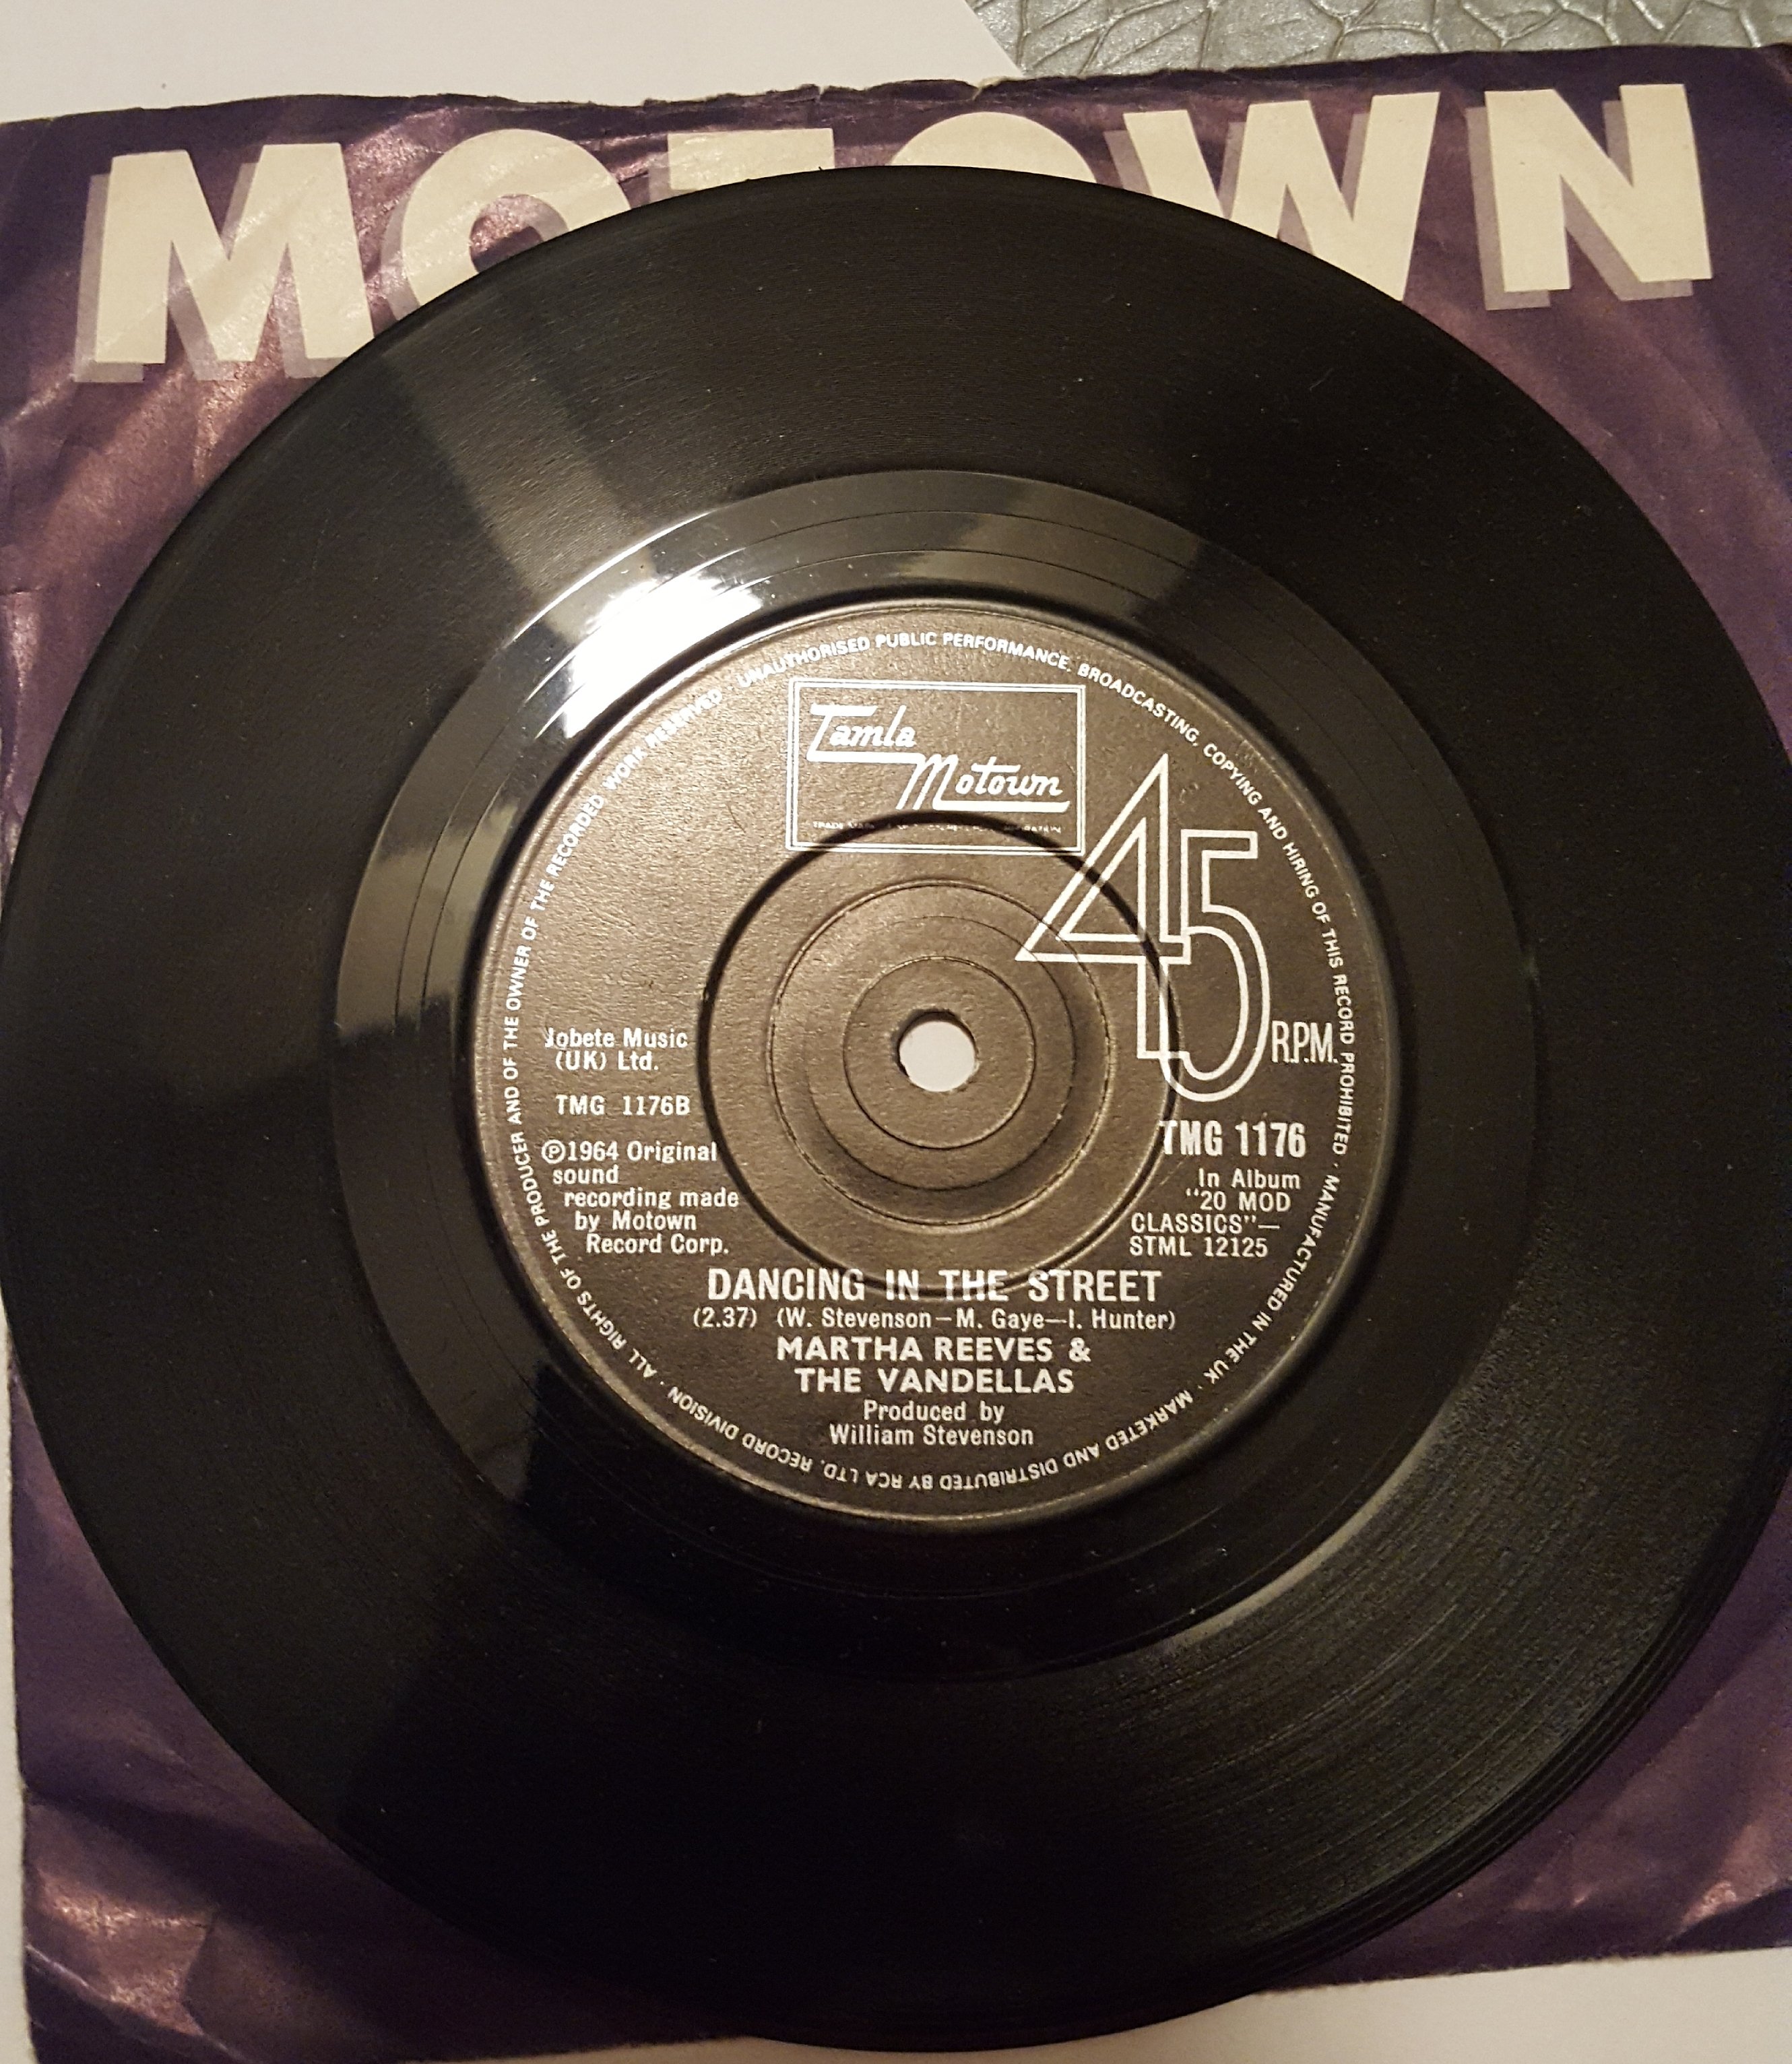 MOTOWN
ALL RIGHTS OF THE PRODUCER AND OF THE OWNER OF THE RECORDED WORK RESERVED UNAUTHORISED PUBLIC PERFORMANCE, BROADCASTING, COPYING AND HIRING OF THIS RECORD PROHIBITED · MANUFACTURED IN THE UK. MARKETED AND DISTRIBUTED BY RCA LTD. RECORD DIVISION ·
Tamla
Motown
TRADE MARK
45
R.P.M.
Jobete Music
(UK) Ltd.
TMG 1176B
℗1964 Original
sound
recording made
by Motown
Record Corp.
TMG 1176
In Album
"20 MOD
CLASSICS"—
STML 12125
DANCING IN THE STREET
(2.37) (W. Stevenson—M. Gaye—I. Hunter)
MARTHA REEVES &
THE VANDELLAS
Produced by
William Stevenson